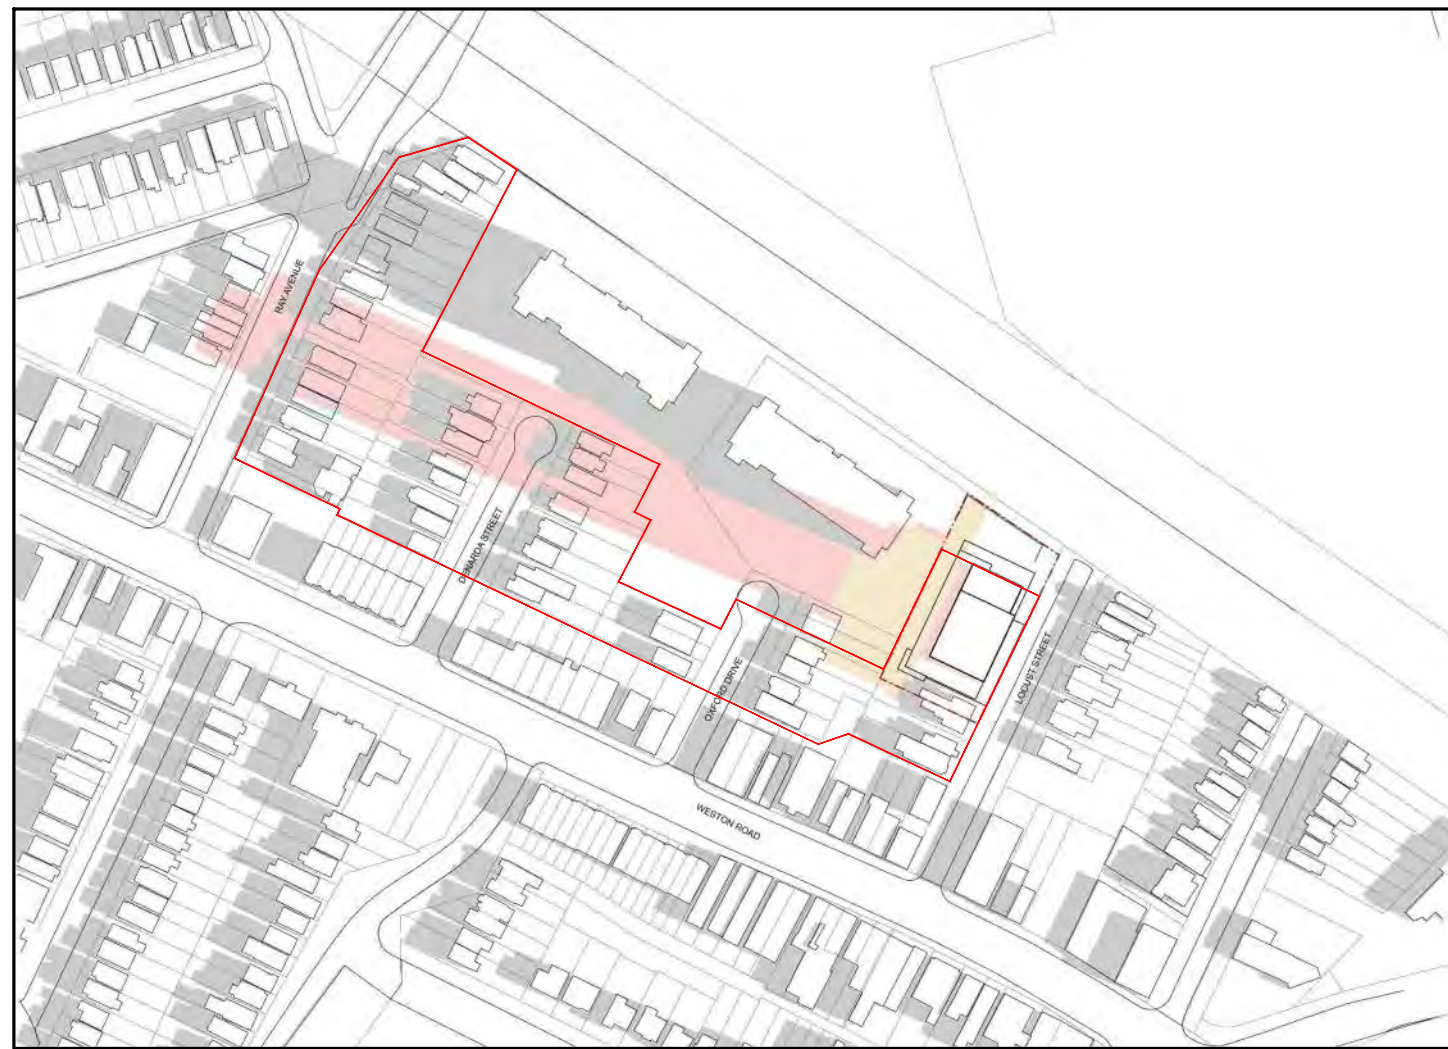 RAY AVENUE
DENARDA STREET
OXFORD DRIVE
LOCUST STREET
WESTON ROAD